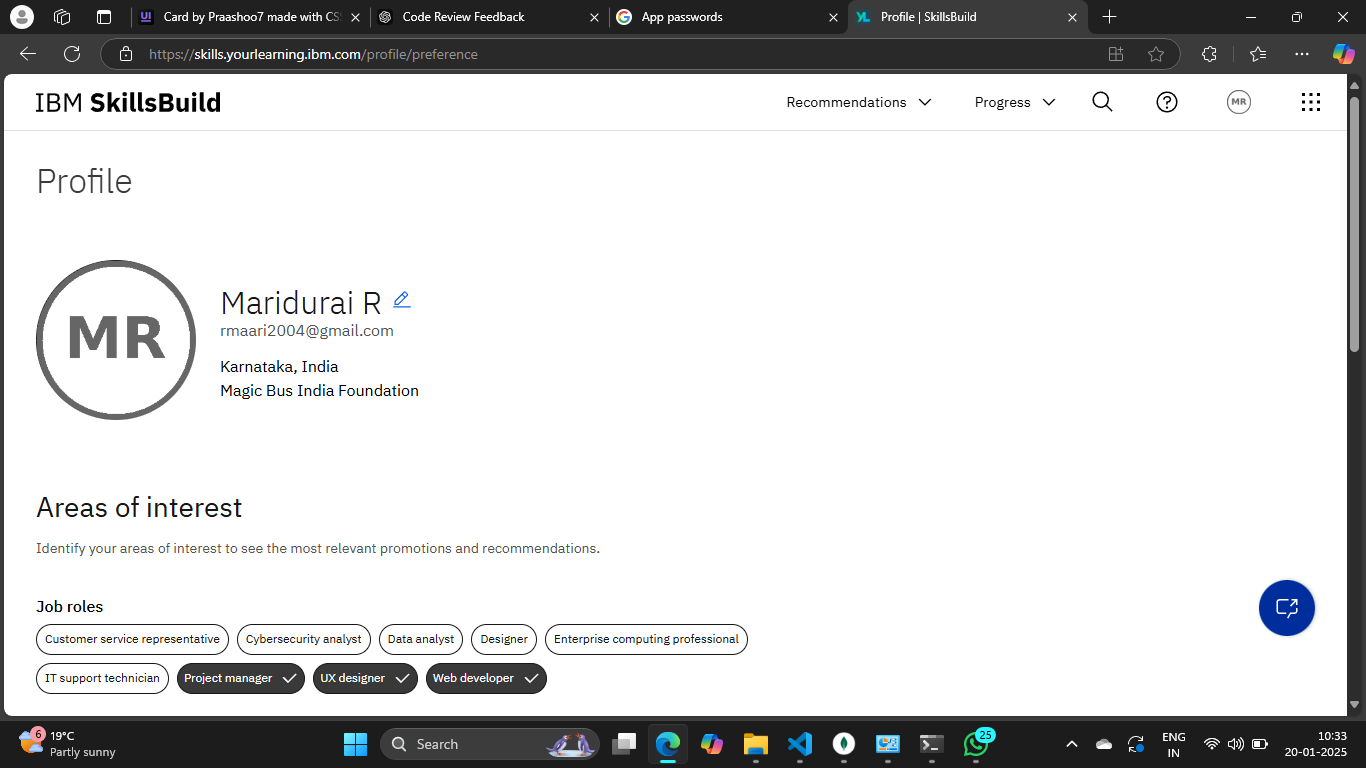 UI
Card by Praashoo7 made with CSS
Code Review Feedback
App passwords
YL
Profile | SkillsBuild
https://skills.yourlearning.ibm.com/profile/preference
IBM SkillsBuild
Recommendations
Progress
MR
Profile
MR
Maridurai R
rmaari2004@gmail.com
Karnataka, India
Magic Bus India Foundation
Areas of interest
Identify your areas of interest to see the most relevant promotions and recommendations.
Job roles
Customer service representative
Cybersecurity analyst
Data analyst
Designer
Enterprise computing professional
IT support technician
Project manager
UX designer
Web developer
6
19°C
Partly sunny
Search
25
ENG
IN
10:33
20-01-2025